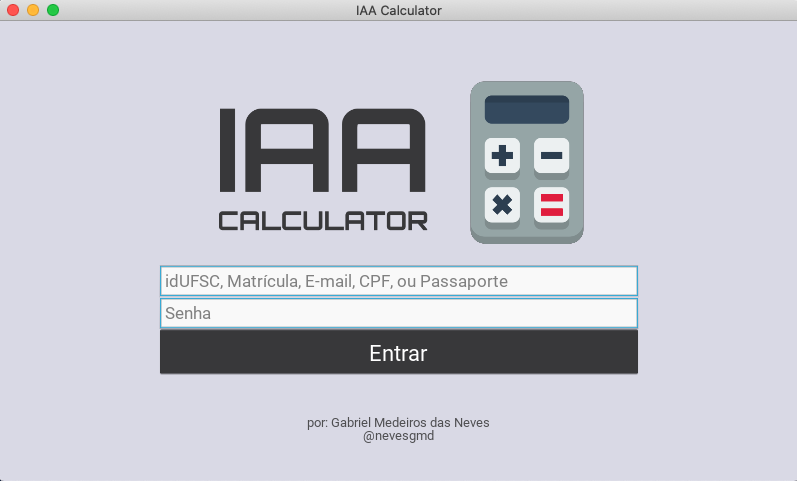 IAA Calculator
IAA
CALCULATOR
idUFSC, Matrícula, E-mail, CPF, ou Passaporte
Senha
Entrar
por: Gabriel Medeiros das Neves
@nevesgmd